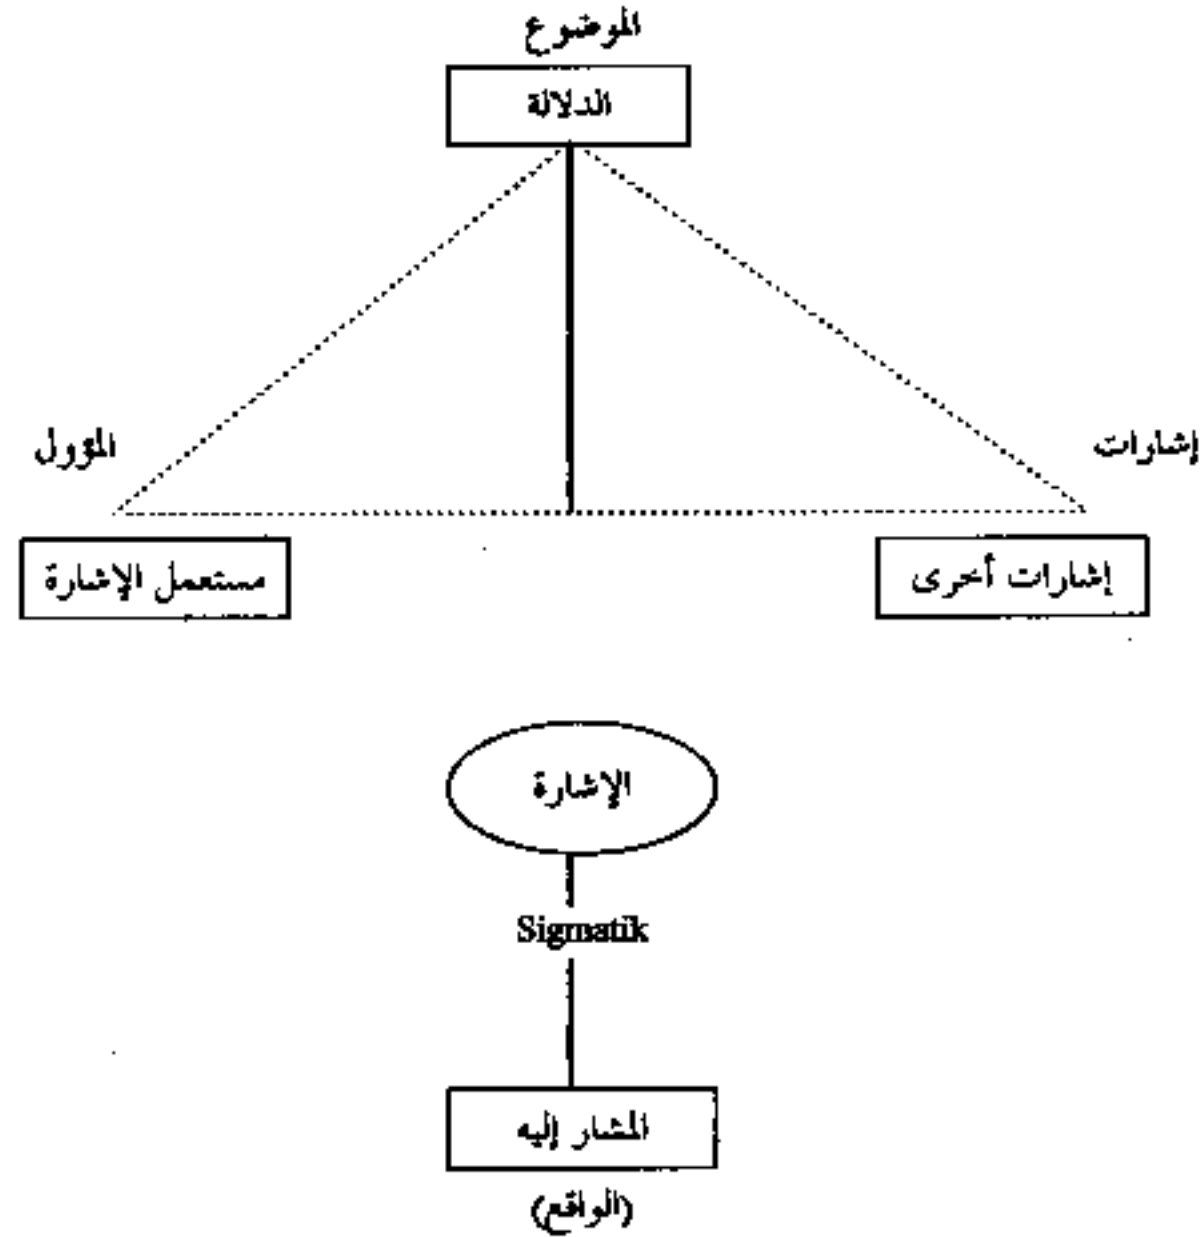 الموضوع
الدلالة
إشارات
المؤول
إشارات أخرى
مستعمل الإشارة
الإشارة
Sigmatik
المشار إليه
(الواقع)